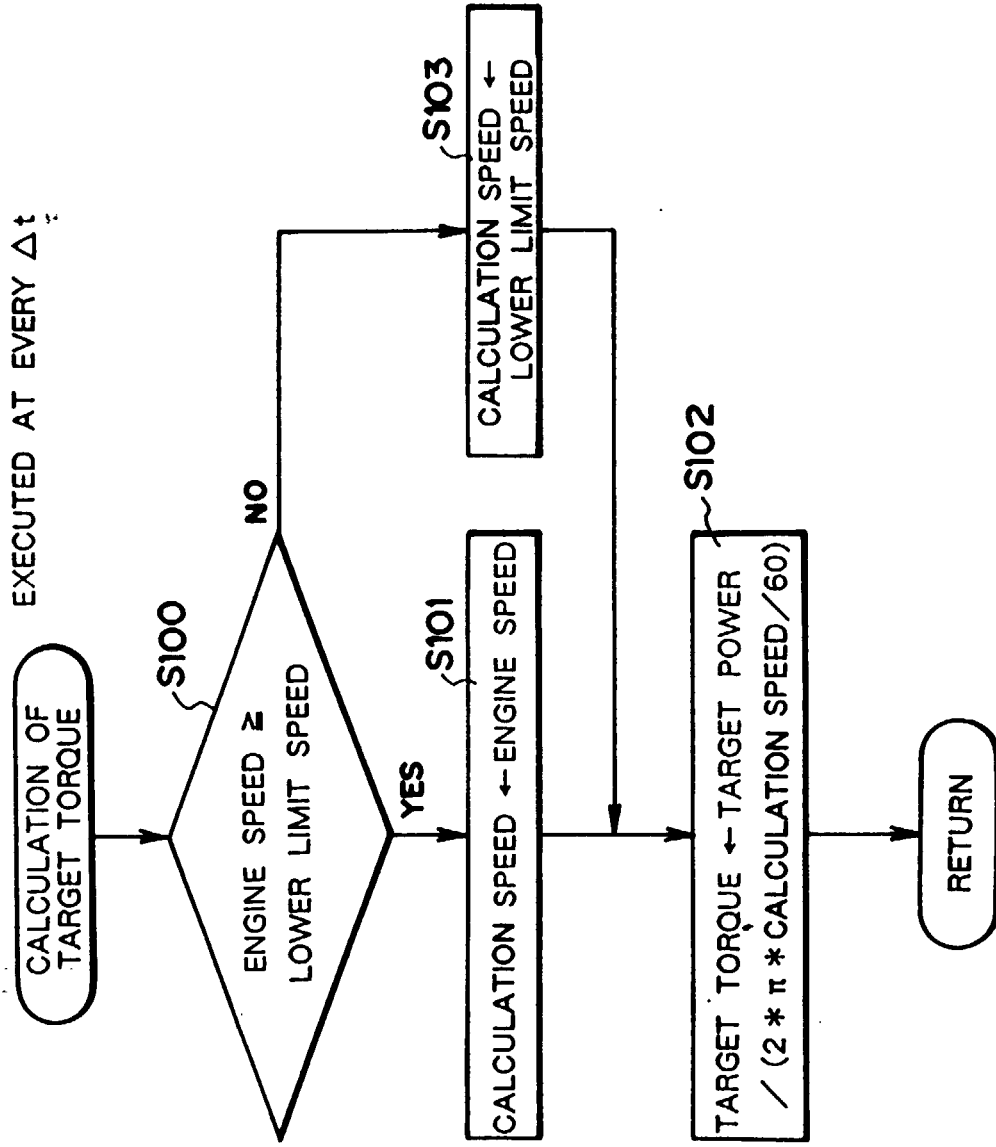 EXECUTED AT EVERY Δt
CALCULATION OF
TARGET TORQUE
S100
ENGINE SPEED ≧
LOWER LIMIT SPEED
NO
YES
S101
CALCULATION SPEED ← ENGINE SPEED
S103
CALCULATION SPEED ←
LOWER LIMIT SPEED
S102
TARGET TORQUE ← TARGET POWER
/ (2 * π * CALCULATION SPEED/60)
RETURN